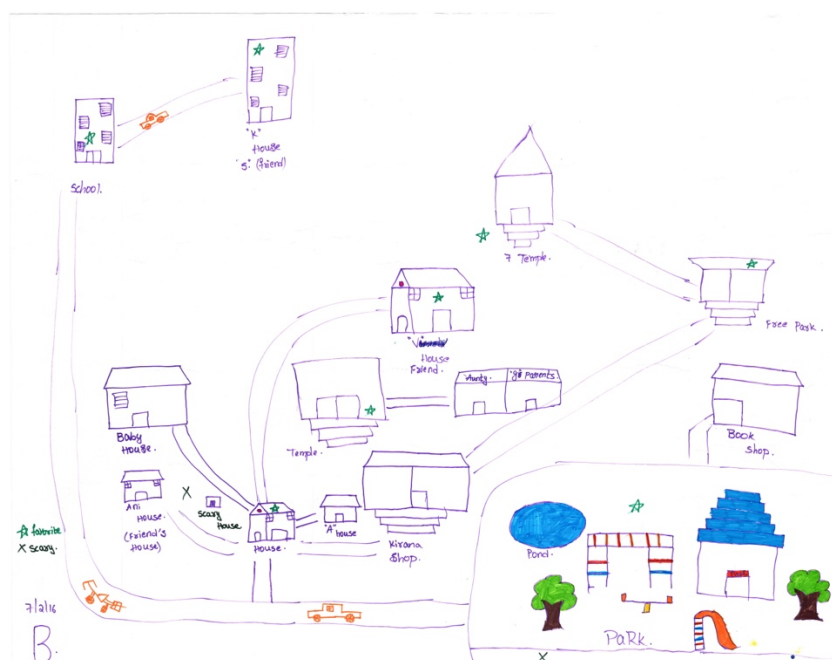 "K"
House
'S' (friend)
School.
7 Temple.
Free Park.
House
Friend.
Aunty.
parents.
Baby
House.
Temple.
Book
Shop.
Ani
House.
(Friend's
House)
X
Scary
House
"A"
house
House.
Kirana
Shop.
favorite
X scary.
Pond.
7/2/16
B.
PaRK.
X